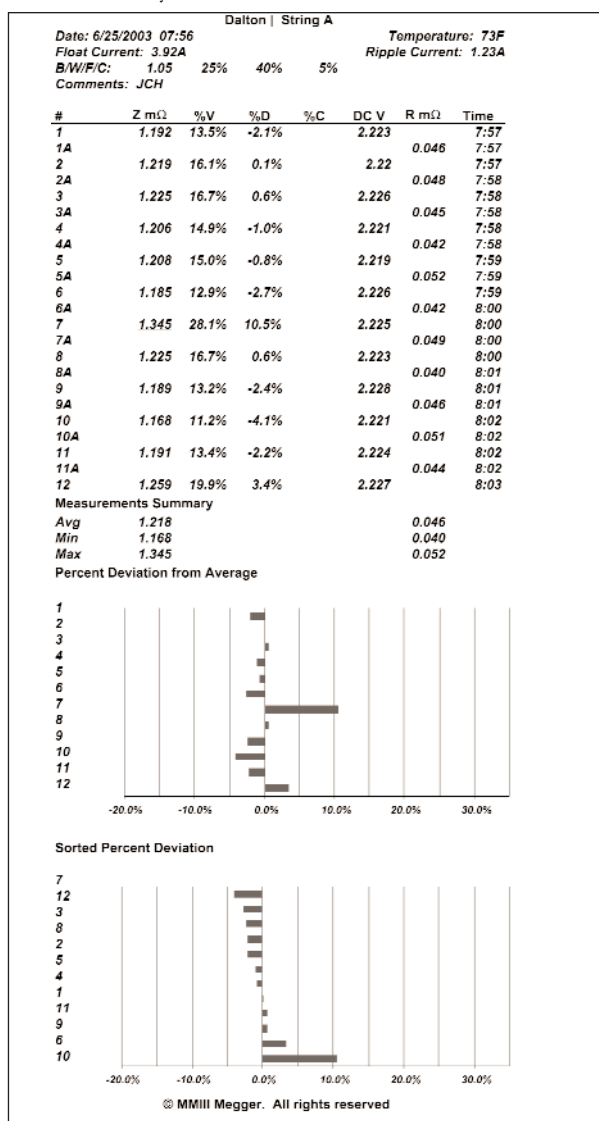 Dalton | String A
Date: 6/25/2003 07:56 Temperature: 73F
Float Current: 3.92A Ripple Current: 1.23A
B/W/F/C: 1.05 25% 40% 5%
Comments: JCH
# Z mΩ %V %D %C DC V R mΩ Time
1 1.192 13.5% -2.1% 2.223 7:57
1A 0.046 7:57
2 1.219 16.1% 0.1% 2.22 7:57
2A 0.048 7:58
3 1.225 16.7% 0.6% 2.226 7:58
3A 0.045 7:58
4 1.206 14.9% -1.0% 2.221 7:58
4A 0.042 7:58
5 1.208 15.0% -0.8% 2.219 7:59
5A 0.052 7:59
6 1.185 12.9% -2.7% 2.226 7:59
6A 0.042 8:00
7 1.345 28.1% 10.5% 2.225 8:00
7A 0.049 8:00
8 1.225 16.7% 0.6% 2.223 8:00
8A 0.040 8:01
9 1.189 13.2% -2.4% 2.228 8:01
9A 0.046 8:01
10 1.168 11.2% -4.1% 2.221 8:02
10A 0.051 8:02
11 1.191 13.4% -2.2% 2.224 8:02
11A 0.044 8:02
12 1.259 19.9% 3.4% 2.227 8:03
Measurements Summary
Avg 1.218 0.046
Min 1.168 0.040
Max 1.345 0.052
Percent Deviation from Average
1
2
3
4
5
6
7
8
9
10
11
12
-20.0% -10.0% 0.0% 10.0% 20.0% 30.0%
Sorted Percent Deviation
7
12
3
8
2
5
4
1
11
9
6
10
-20.0% -10.0% 0.0% 10.0% 20.0% 30.0%
© MMIII Megger. All rights reserved